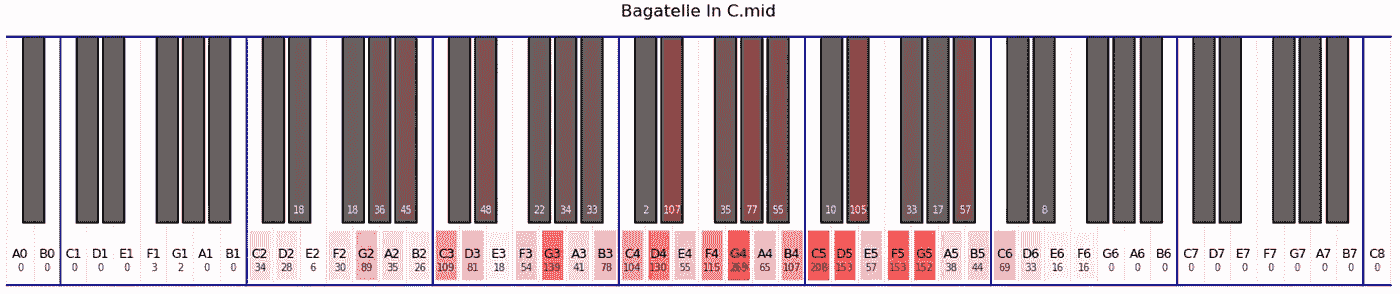 Bagatelle In C.mid
18 18 36 45 48 22 34 33 2 107 35 77 55 10 105 33 17 57 8
A0 B0 C1 D1 E1 F1 G1 A1 B1 C2 D2 E2 F2 G2 A2 B2 C3 D3 E3 F3 G3 A3 B3 C4 D4 E4 F4 G4 A4 B4 C5 D5 E5 F5 G5 A5 B5 C6 D6 E6 F6 G6 A6 B6 C7 D7 E7 F7 G7 A7 B7 C8
0 0 0 0 0 3 2 0 0 34 28 6 30 89 35 26 109 81 18 54 139 41 78 104 130 55 115 65 107 208 153 57 153 152 38 44 69 33 16 16 0 0 0 0 0 0 0 0 0 0 0